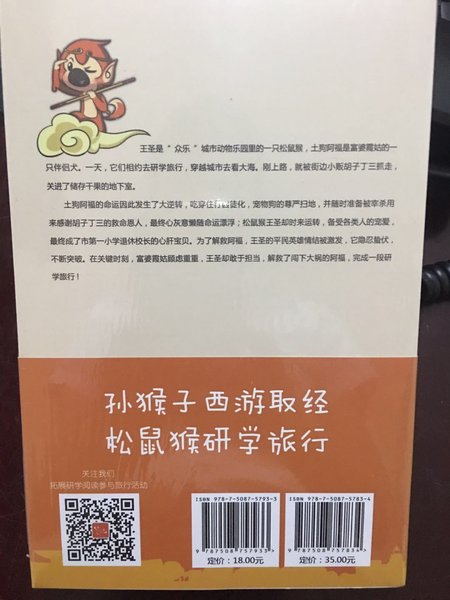 王圣是“众乐”城市动物乐园里的一只松鼠猴，土狗阿福是富婆霞姑的一
只伴侣犬。一天，它们相约去研学旅行，穿越城市去看大海。刚上路，就被街边小贩胡子丁三抓走，
关进了储存干果的地下室。
土狗阿福的命运因此发生了大逆转，吃穿住行囚徒化，宠物狗的尊严扫地，并随时准备被宰杀用
来感谢胡子丁三的救命恩人，最终心灰意懒随命运漂浮；松鼠猴王圣却时来运转，备受各类人的宠爱，
最终成了市第一小学退休校长的心肝宝贝。为了解救阿福，王圣的平民英雄情结被激发，它隐忍蛰伏，
不断突破。在关键时刻，富婆霞姑顾虑重重，王圣却敢于担当，解救了闯下大祸的阿福，完成一段研
学旅行！
孙猴子西游取经
松鼠猴研学旅行
关注我们
拓展研学阅读参与旅行活动
ISBN 978-7-5087-5793-3
9 787508 757933
定价：18.00元
ISBN 978-7-5087-5783-4
9 787508 757834
定价：35.00元